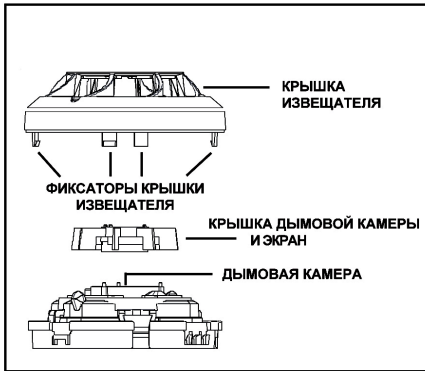 КРЫШКА
ИЗВЕЩАТЕЛЯ
ФИКСАТОРЫ КРЫШКИ
ИЗВЕЩАТЕЛЯ
КРЫШКА ДЫМОВОЙ КАМЕРЫ
И ЭКРАН
ДЫМОВАЯ КАМЕРА